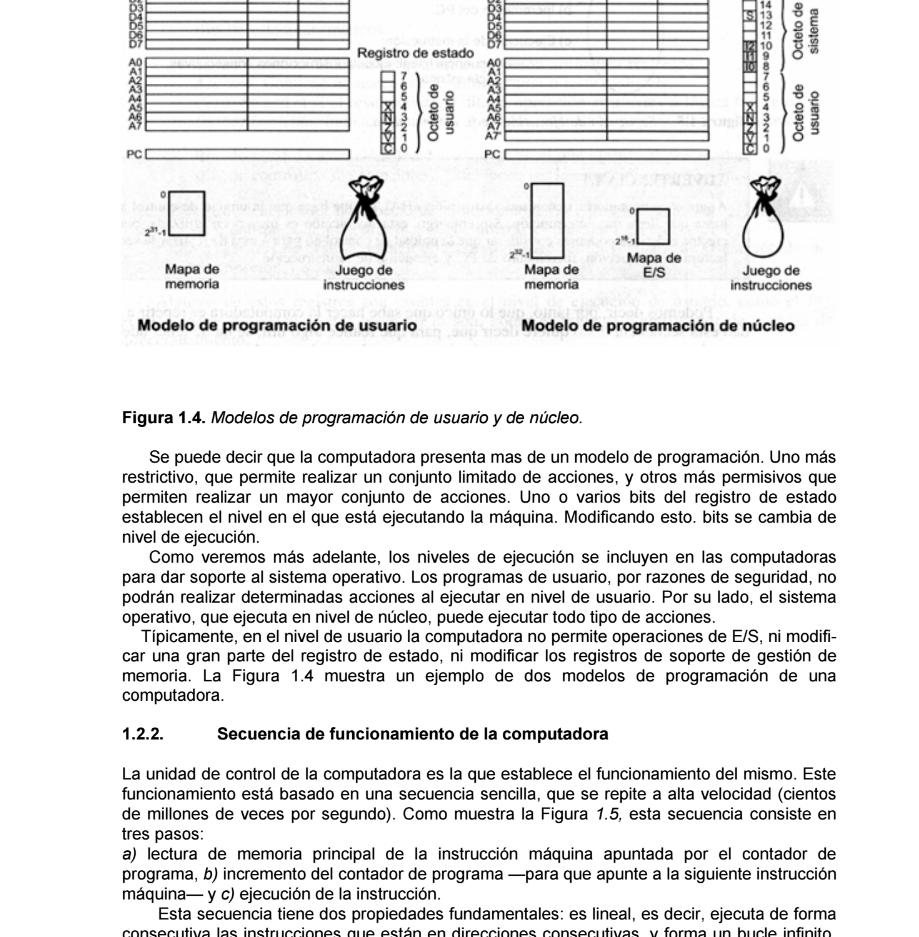 D3
D4
D5
D6
D7
Registro de estado
A0
A1
A2
A3
A4
A5
A6
A7
7
6
5
X 4
N 3
Z 2
V 1
C 0
Octeto de
usuario
PC
0
2³¹-1
Mapa de
memoria
Juego de
instrucciones
Modelo de programación de usuario
D3
D4
D5
D6
D7
A0
A1
A2
A3
A4
A5
A6
A7
A7'
14
S 13
12
11
I2 10
I1 9
I0 8
7
6
5
X 4
N 3
Z 2
V 1
C 0
Octeto de
sistema
Octeto de
usuario
PC
0
2³²-1
Mapa de
memoria
0
2¹⁶-1
Mapa de
E/S
Juego de
instrucciones
Modelo de programación de núcleo
Figura 1.4. Modelos de programación de usuario y de núcleo.
Se puede decir que la computadora presenta mas de un modelo de programación. Uno más
restrictivo, que permite realizar un conjunto limitado de acciones, y otros más permisivos que
permiten realizar un mayor conjunto de acciones. Uno o varios bits del registro de estado
establecen el nivel en el que está ejecutando la máquina. Modificando esto. bits se cambia de
nivel de ejecución.
Como veremos más adelante, los niveles de ejecución se incluyen en las computadoras
para dar soporte al sistema operativo. Los programas de usuario, por razones de seguridad, no
podrán realizar determinadas acciones al ejecutar en nivel de usuario. Por su lado, el sistema
operativo, que ejecuta en nivel de núcleo, puede ejecutar todo tipo de acciones.
Típicamente, en el nivel de usuario la computadora no permite operaciones de E/S, ni modifi-
car una gran parte del registro de estado, ni modificar los registros de soporte de gestión de
memoria. La Figura 1.4 muestra un ejemplo de dos modelos de programación de una
computadora.
1.2.2. Secuencia de funcionamiento de la computadora
La unidad de control de la computadora es la que establece el funcionamiento del mismo. Este
funcionamiento está basado en una secuencia sencilla, que se repite a alta velocidad (cientos
de millones de veces por segundo). Como muestra la Figura 1.5, esta secuencia consiste en
tres pasos:
a) lectura de memoria principal de la instrucción máquina apuntada por el contador de
programa, b) incremento del contador de programa —para que apunte a la siguiente instrucción
máquina— y c) ejecución de la instrucción.
Esta secuencia tiene dos propiedades fundamentales: es lineal, es decir, ejecuta de forma
consecutiva las instrucciones que están en direcciones consecutivas, y forma un bucle infinito.